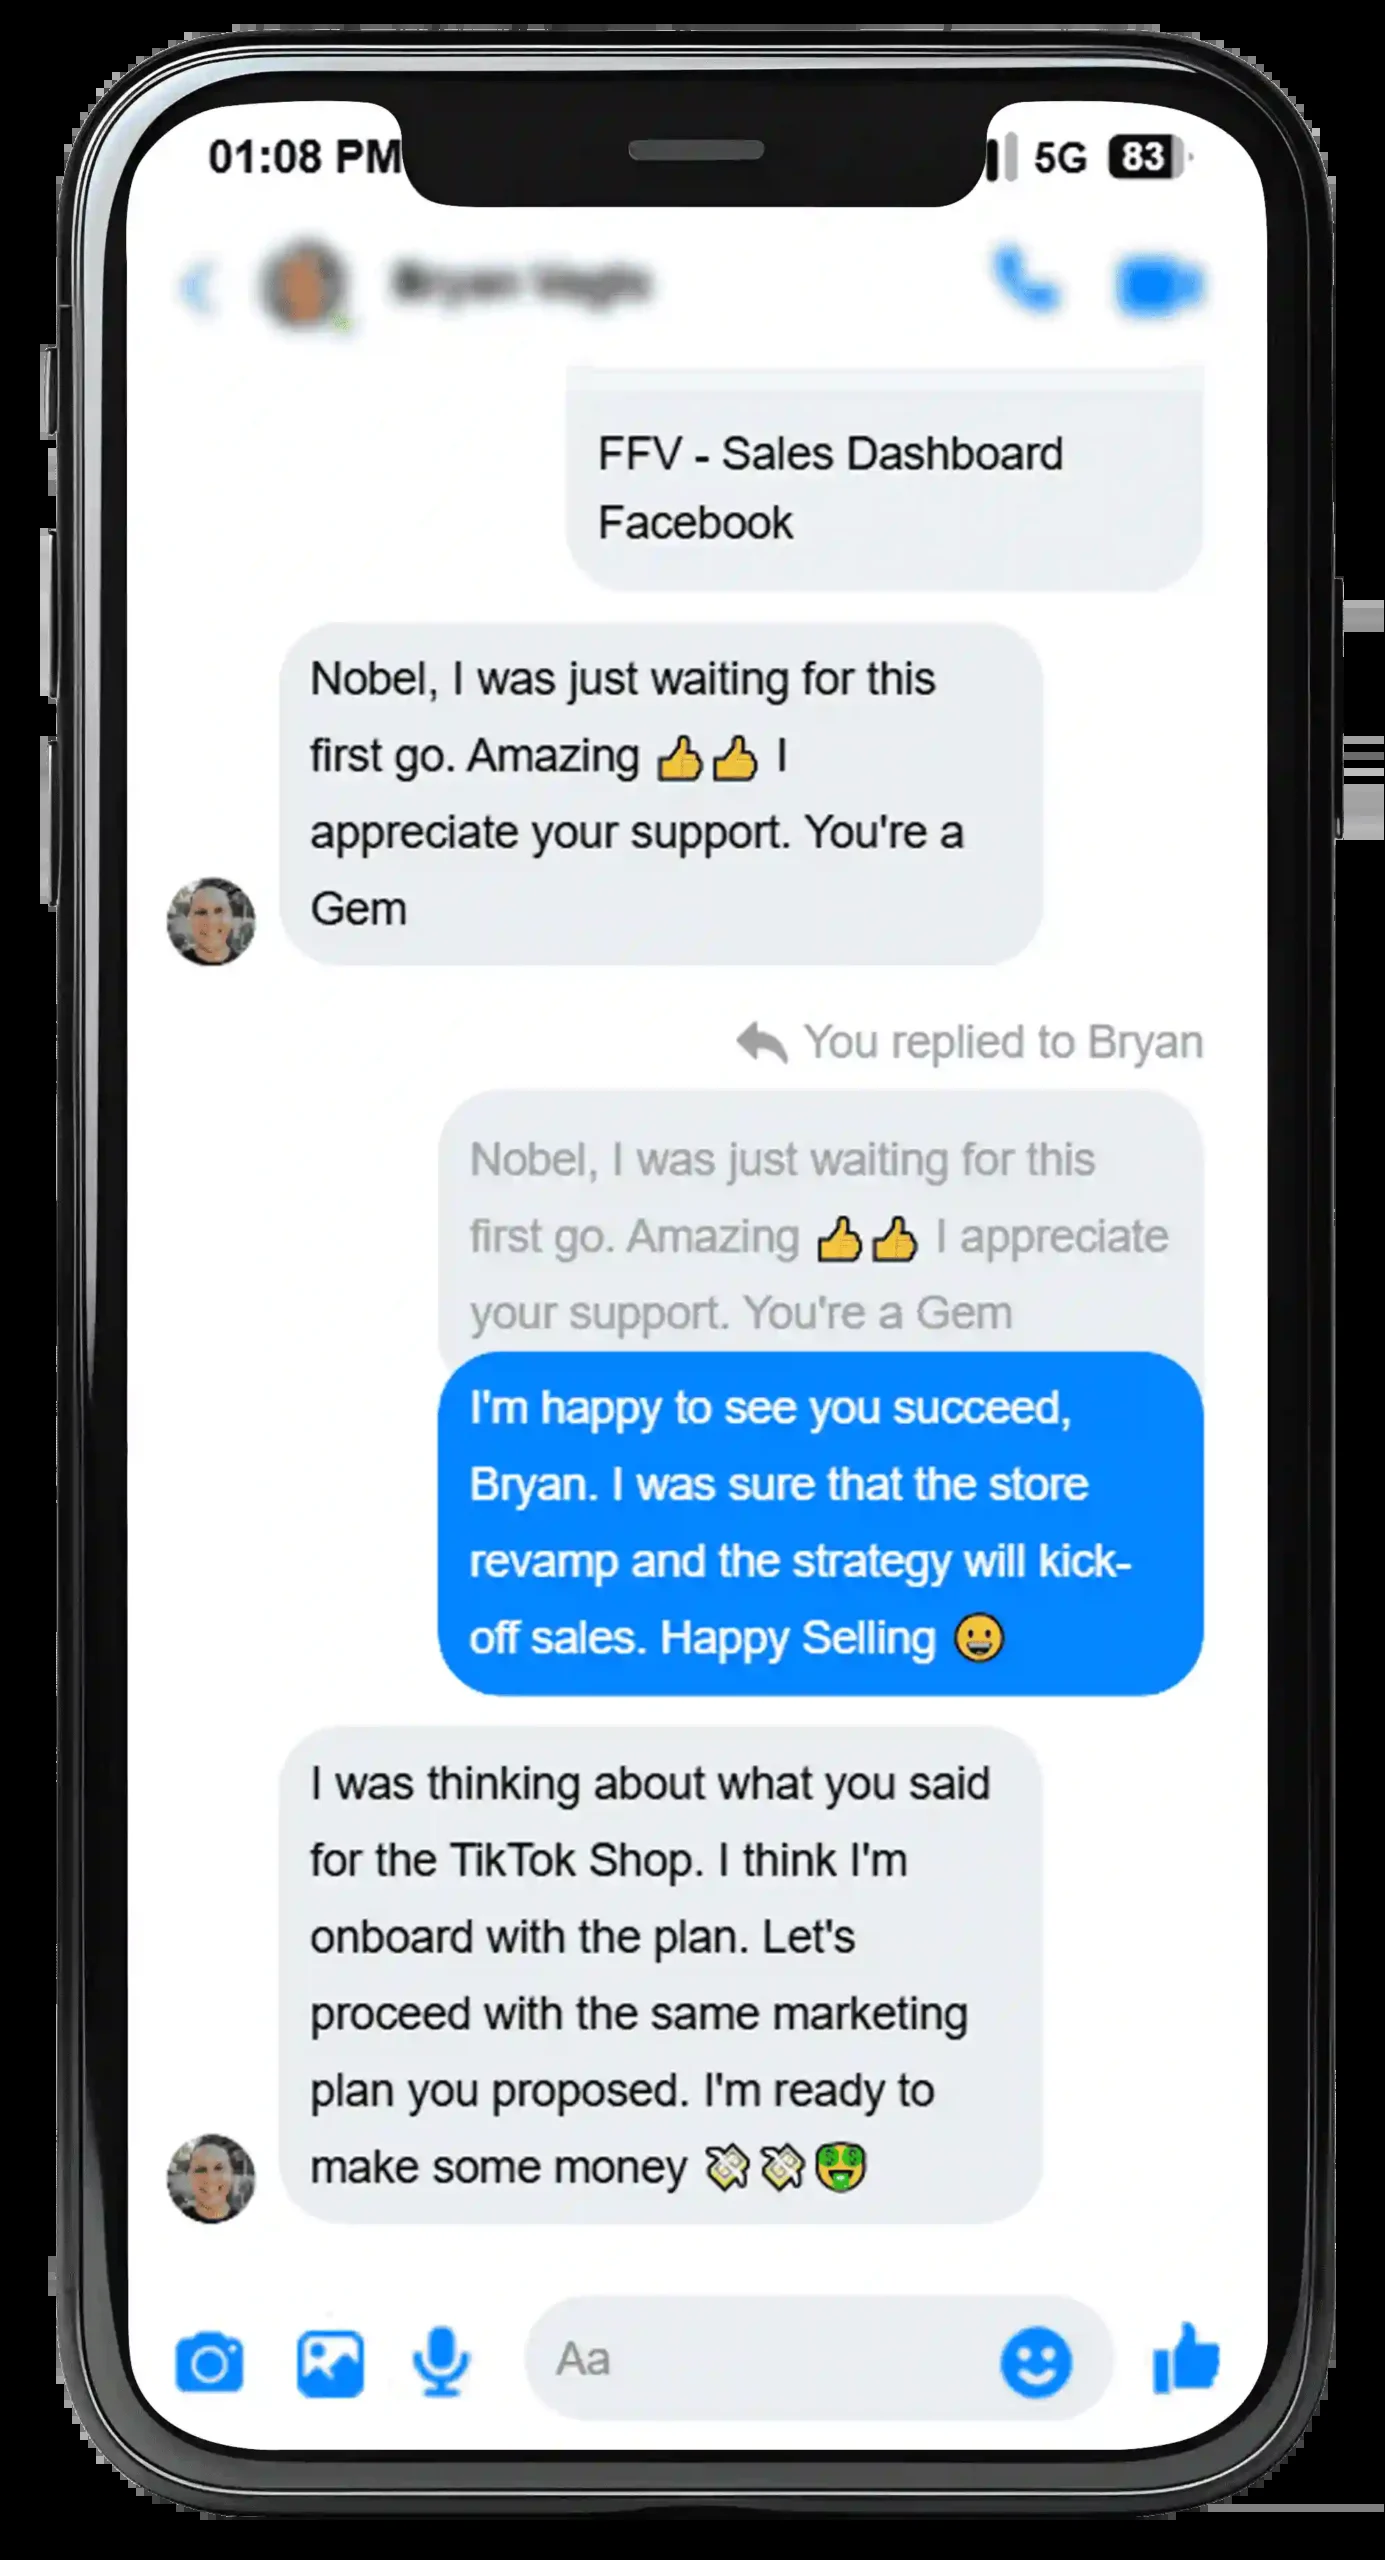 01:08 PM 5G 83
FFV - Sales Dashboard
Facebook
Nobel, I was just waiting for this
first go. Amazing 👍👍 I
appreciate your support. You're a
Gem
You replied to Bryan
Nobel, I was just waiting for this
first go. Amazing 👍👍 I appreciate
your support. You're a Gem
I'm happy to see you succeed,
Bryan. I was sure that the store
revamp and the strategy will kick-
off sales. Happy Selling 😀
I was thinking about what you said
for the TikTok Shop. I think I'm
onboard with the plan. Let's
proceed with the same marketing
plan you proposed. I'm ready to
make some money 💸💸🤑
Aa